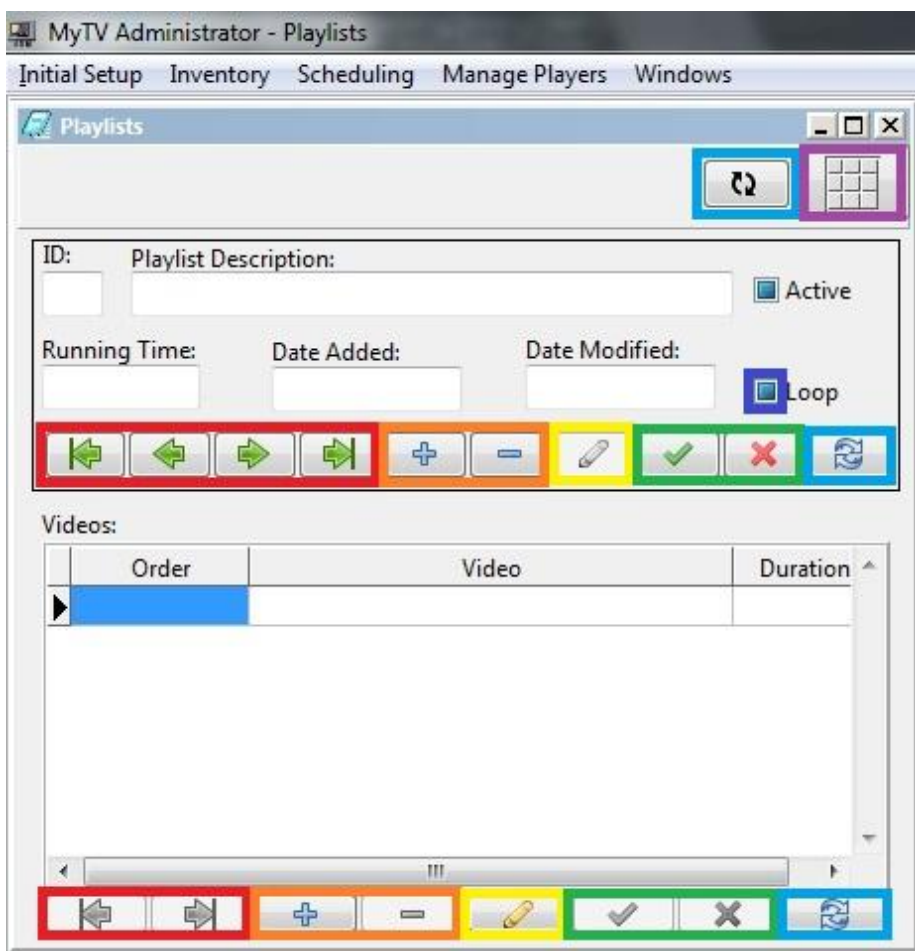 MyTV Administrator - Playlists
Initial Setup Inventory Scheduling Manage Players Windows
Playlists
ID: Playlist Description:
Active
Running Time: Date Added: Date Modified:
Loop
Videos:
Order Video Duration